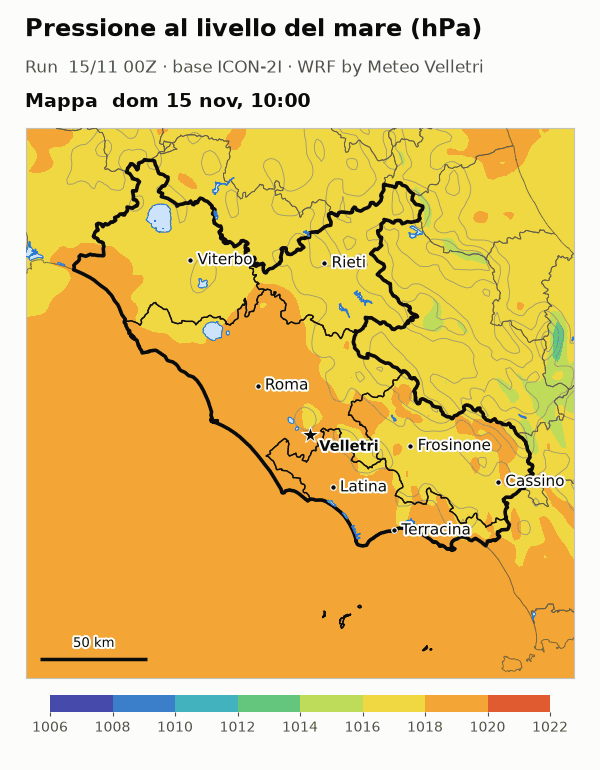 Pressione al livello del mare (hPa)
Run  15/11 00Z · base ICON-2I · WRF by Meteo Velletri
Mappa  dom 15 nov, 10:00
Viterbo
Rieti
Roma
Velletri
Frosinone
Cassino
Latina
Terracina
50 km
1006 1008 1010 1012 1014 1016 1018 1020 1022